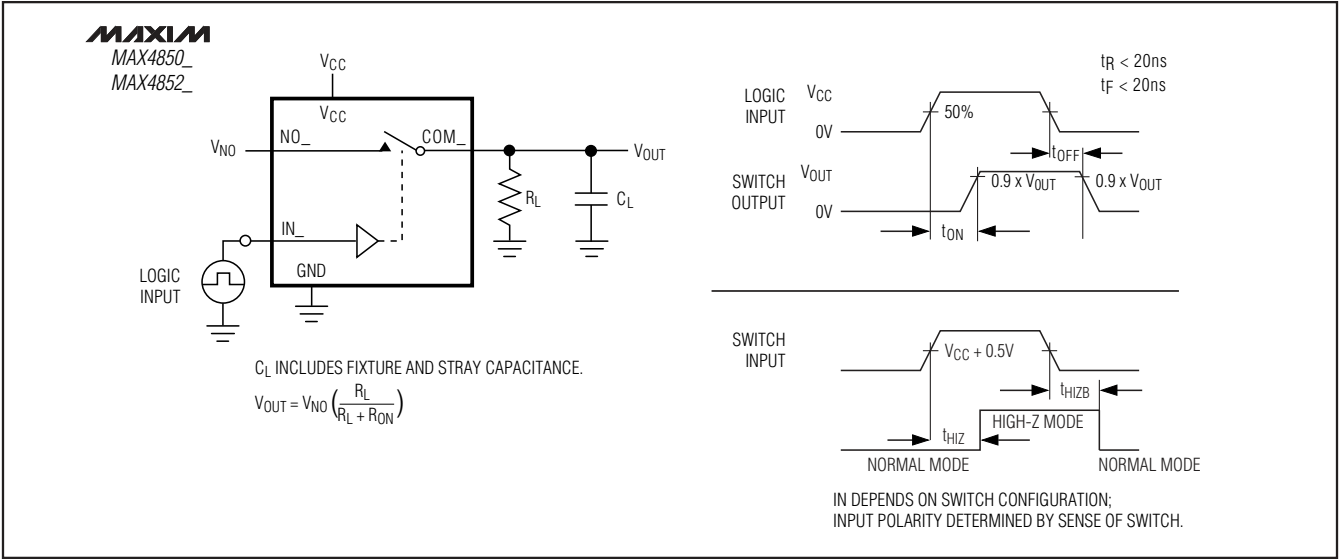 MAXIM
MAX4850_
MAX4852_
VCC
VCC
VNO
NO_
COM_
VOUT
RL
CL
IN_
GND
LOGIC
INPUT
CL INCLUDES FIXTURE AND STRAY CAPACITANCE.
VOUT = VNO (RL / RL + RON)
tR < 20ns
tF < 20ns
LOGIC
INPUT
VCC
0V
50%
tOFF
SWITCH
OUTPUT
VOUT
0V
0.9 x VOUT
0.9 x VOUT
tON
SWITCH
INPUT
VCC + 0.5V
tHIZB
HIGH-Z MODE
tHIZ
NORMAL MODE
NORMAL MODE
IN DEPENDS ON SWITCH CONFIGURATION;
INPUT POLARITY DETERMINED BY SENSE OF SWITCH.